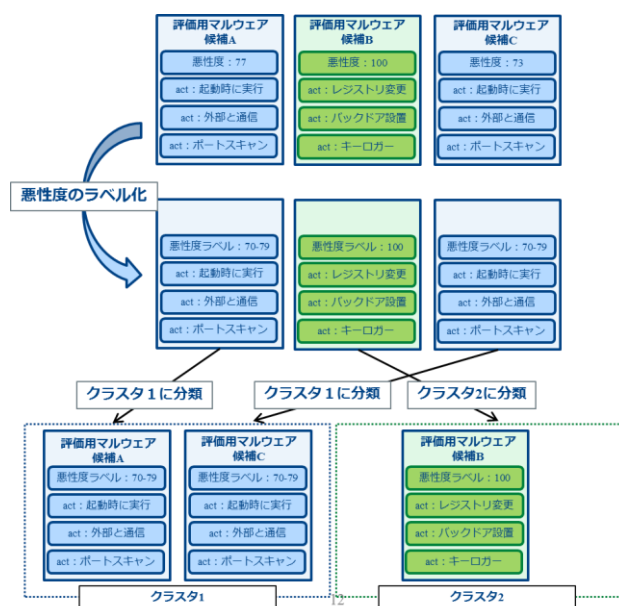 評価用マルウェア
候補A
悪性度：77
act：起動時に実行
act：外部と通信
act：ポートスキャン
評価用マルウェア
候補B
悪性度：100
act：レジストリ変更
act：バックドア設置
act：キーロガー
評価用マルウェア
候補C
悪性度：73
act：起動時に実行
act：外部と通信
act：ポートスキャン
悪性度のラベル化
悪性度ラベル：70-79
act：起動時に実行
act：外部と通信
act：ポートスキャン
悪性度ラベル：100
act：レジストリ変更
act：バックドア設置
act：キーロガー
悪性度ラベル：70-79
act：起動時に実行
act：外部と通信
act：ポートスキャン
クラスタ１に分類
クラスタ１に分類
クラスタ2に分類
評価用マルウェア
候補A
悪性度ラベル：70-79
act：起動時に実行
act：外部と通信
act：ポートスキャン
評価用マルウェア
候補C
悪性度ラベル：70-79
act：起動時に実行
act：外部と通信
act：ポートスキャン
評価用マルウェア
候補B
悪性度ラベル：100
act：レジストリ変更
act：バックドア設置
act：キーロガー
クラスタ1
12
クラスタ2